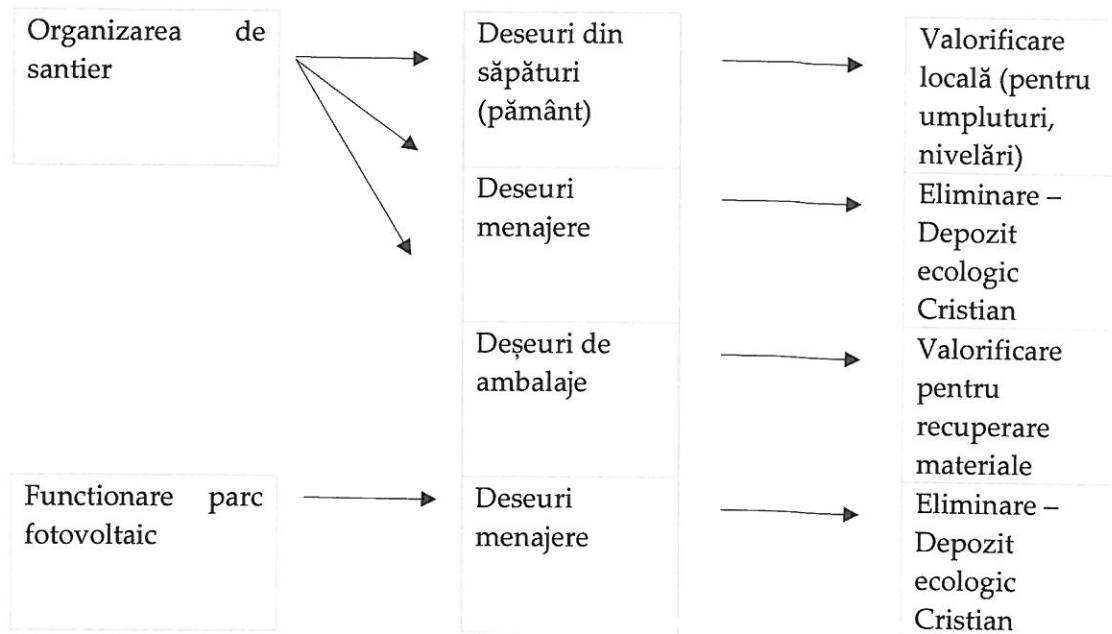 Organizarea de
santier
Deseuri din
săpături
(pământ)
Valorificare
locală (pentru
umpluturi,
nivelări)
Deseuri
menajere
Eliminare –
Depozit
ecologic
Cristian
Deșeuri de
ambalaje
Valorificare
pentru
recuperare
materiale
Functionare parc
fotovoltaic
Deseuri
menajere
Eliminare –
Depozit
ecologic
Cristian